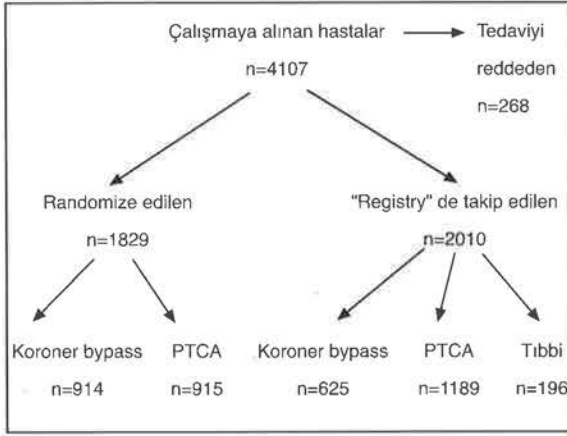 Çalışmaya alınan hastalar
n=4107
Tedaviyi
reddeden
n=268
Randomize edilen
n=1829
"Registry" de takip edilen
n=2010
Koroner bypass
n=914
PTCA
n=915
Koroner bypass
n=625
PTCA
n=1189
Tıbbi
n=196